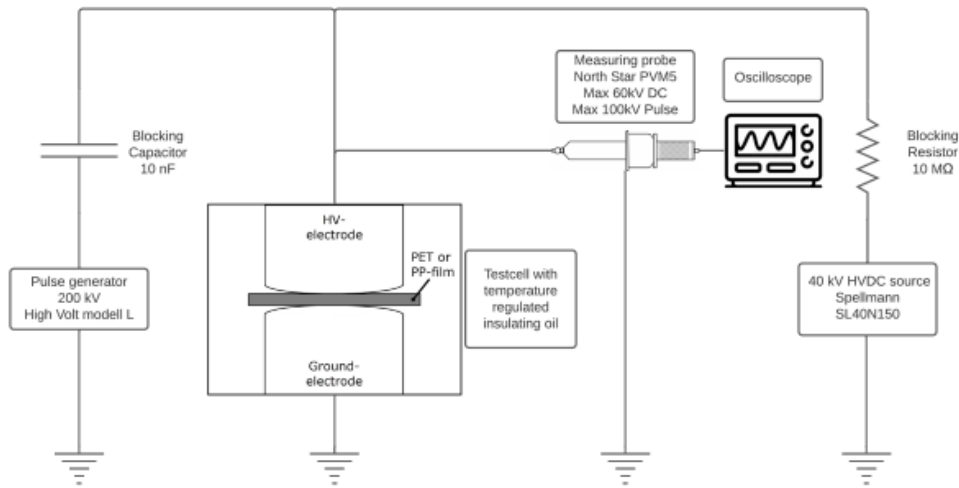 Measuring probe
North Star PVM5
Max 60kV DC
Max 100kV Pulse
Oscilloscope
Blocking
Capacitor
10 nF
Blocking
Resistor
10 MΩ
HV-
electrode
PET or
PP-film
Pulse generator
200 kV
High Volt modell L
Testcell with
temperature
regulated
insulating oil
40 kV HVDC source
Spellmann
SL40N150
Ground-
electrode